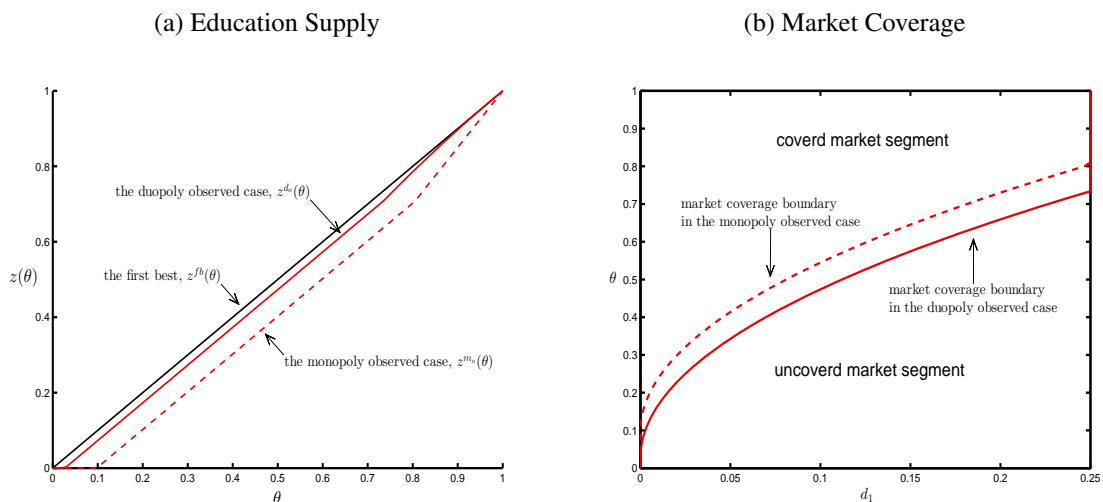 (a) Education Supply
1
0.8
0.6
0.4
0.2
0
z(θ)
the duopoly observed case, z^{d_o}(θ)
the first best, z^{fb}(θ)
the monopoly observed case, z^{m_o}(θ)
0 0.1 0.2 0.3 0.4 0.5 0.6 0.7 0.8 0.9 1
θ
(b) Market Coverage
1
0.9
0.8
0.7
0.6
0.5
0.4
0.3
0.2
0.1
0
θ
coverd market segment
market coverage boundary
in the monopoly observed case
market coverage boundary
in the duopoly observed case
uncoverd market segment
0 0.05 0.1 0.15 0.2 0.25
d_1